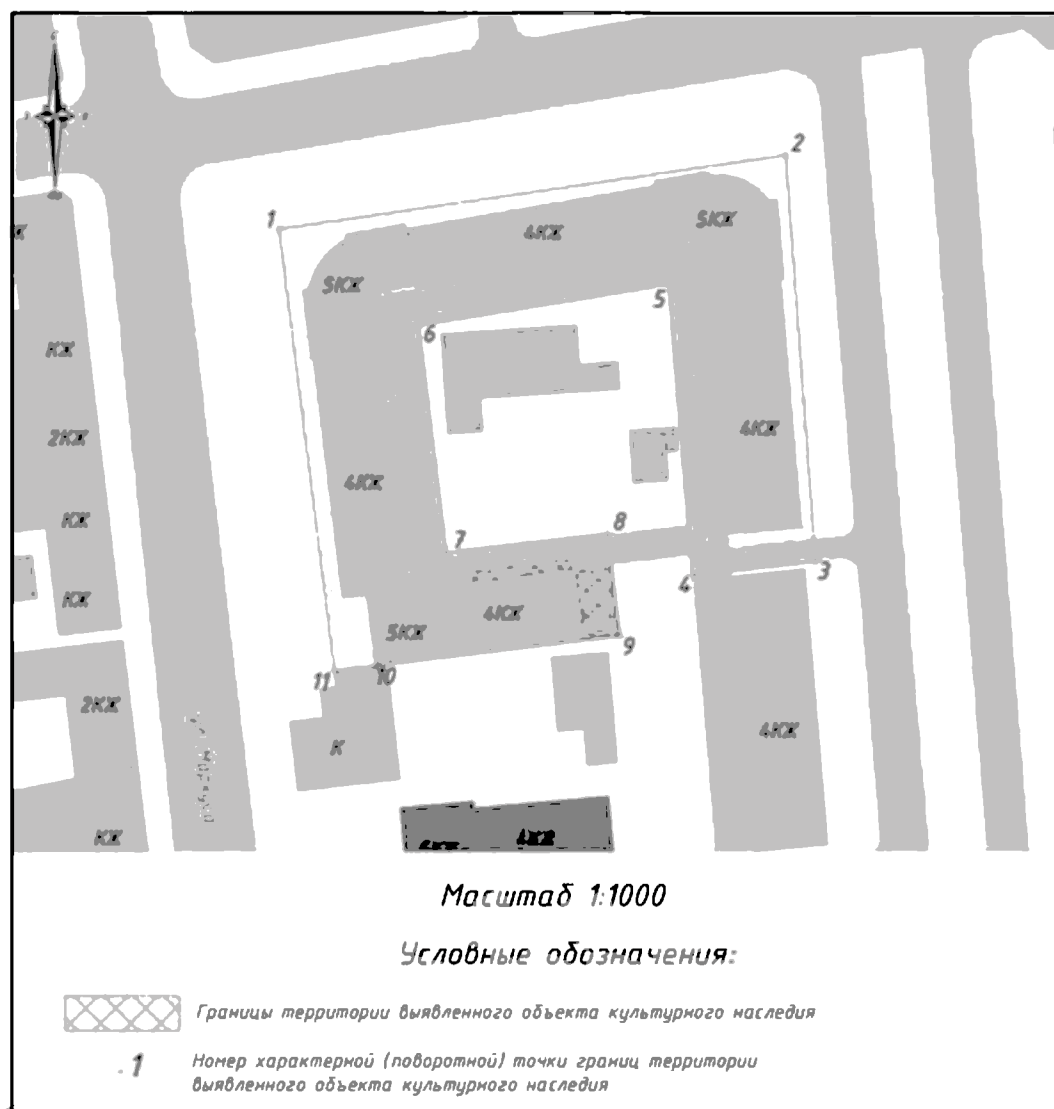 2
1
5КЖ
4КЖ
КЖ
5КЖ
5
6
КЖ
4КЖ
2КЖ
4КЖ
КЖ
8
7
3
4
КЖ
4КЖ
5КЖ
9
10
11
2КЖ
4КЖ
К
КЖ
4КЖ
Масштаб 1:1000
Условные обозначения:
Границы территории выявленного объекта культурного наследия
1 Номер характерной (поворотной) точки границ территории
выявленного объекта культурного наследия